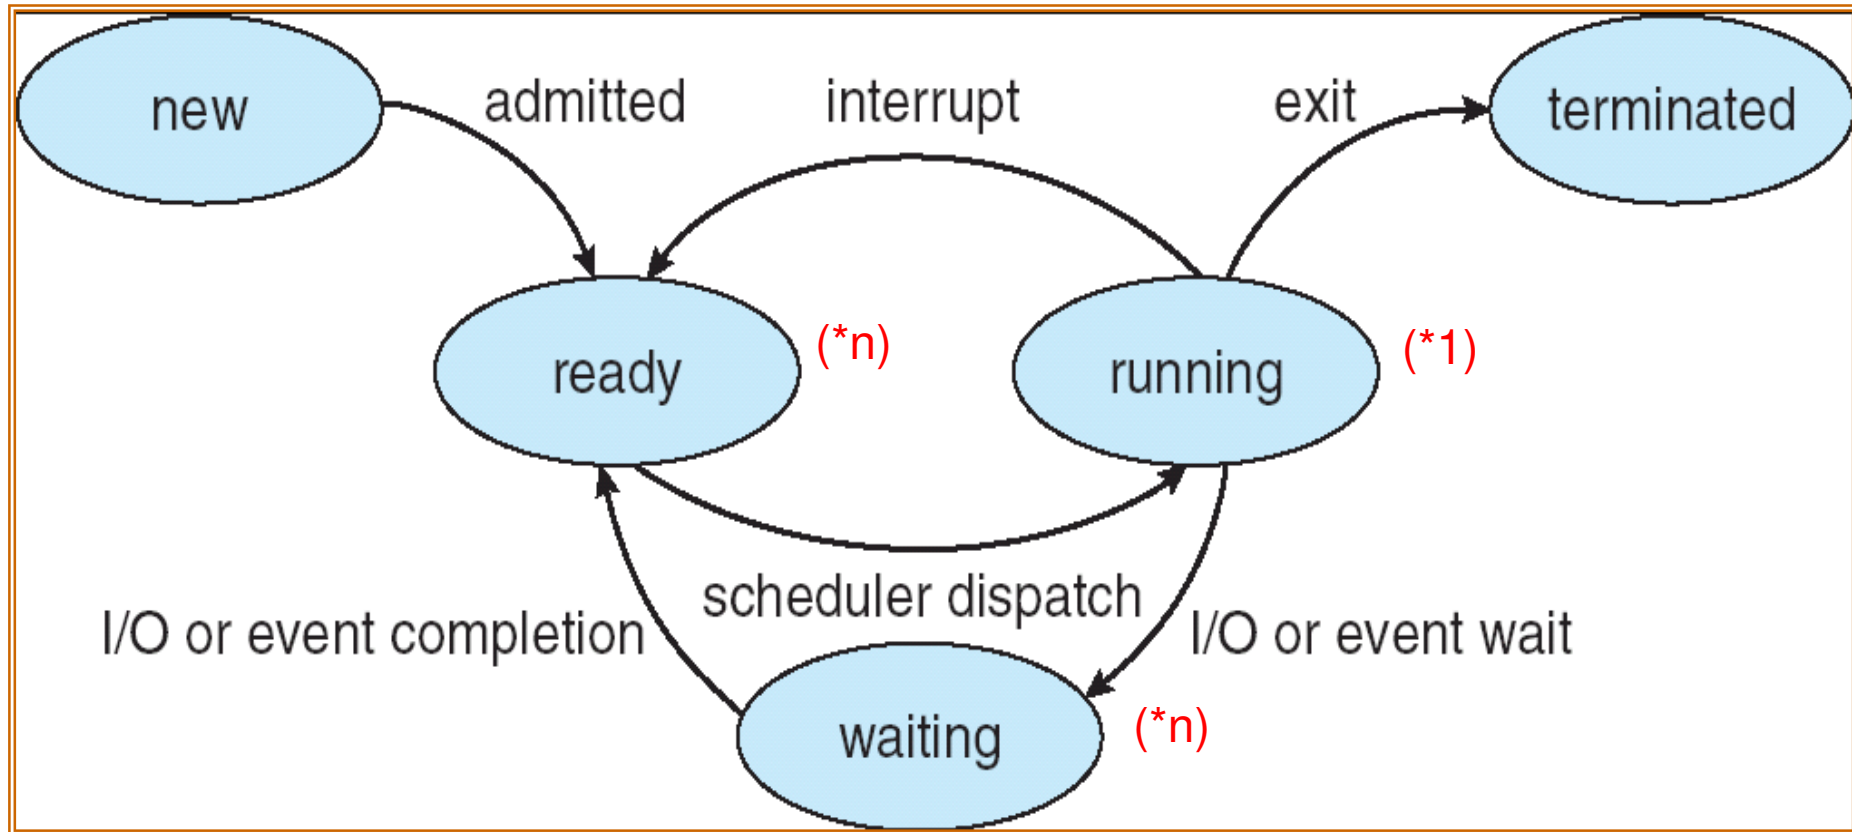 new
admitted
interrupt
exit
terminated
ready
(*n)
running
(*1)
scheduler dispatch
I/O or event completion
I/O or event wait
waiting
(*n)